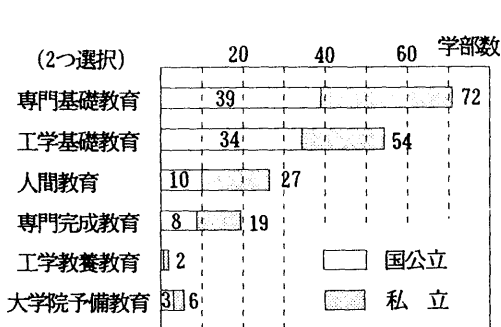 学部数
(2つ選択) 20 40 60
専門基礎教育 39 72
工学基礎教育 34 54
人間教育 10 27
専門完成教育 8 19
工学教養教育 2 国公立
大学院予備教育 3 6 私 立